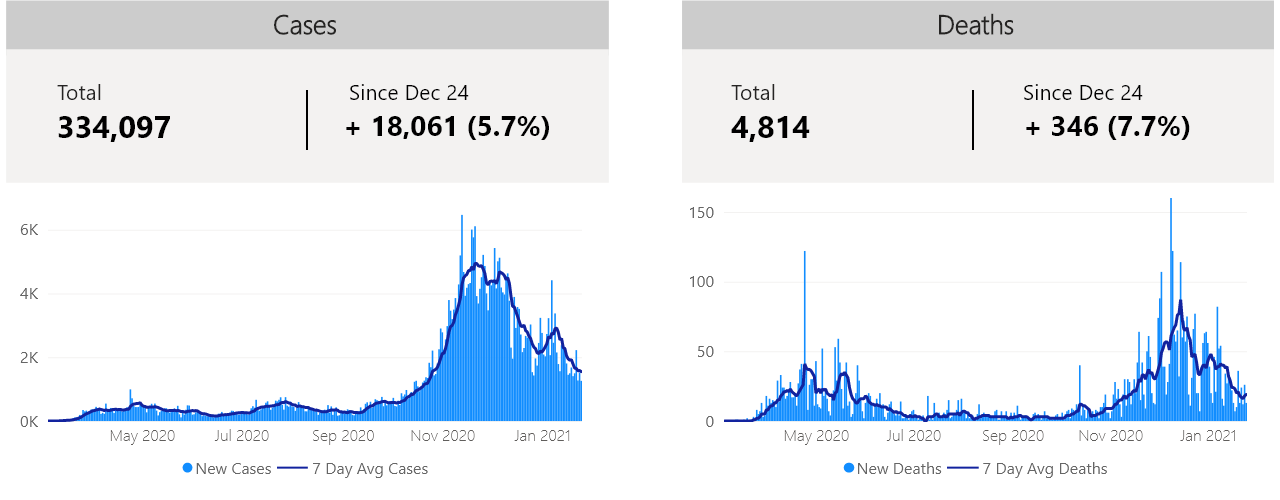 Cases
Total
Since Dec 24
334,097
+ 18,061 (5.7%)
6K
4K
2K
0K
May 2020 Jul 2020 Sep 2020 Nov 2020 Jan 2021
New Cases 7 Day Avg Cases
Deaths
Total
Since Dec 24
4,814
+ 346 (7.7%)
150
100
50
0
May 2020 Jul 2020 Sep 2020 Nov 2020 Jan 2021
New Deaths 7 Day Avg Deaths